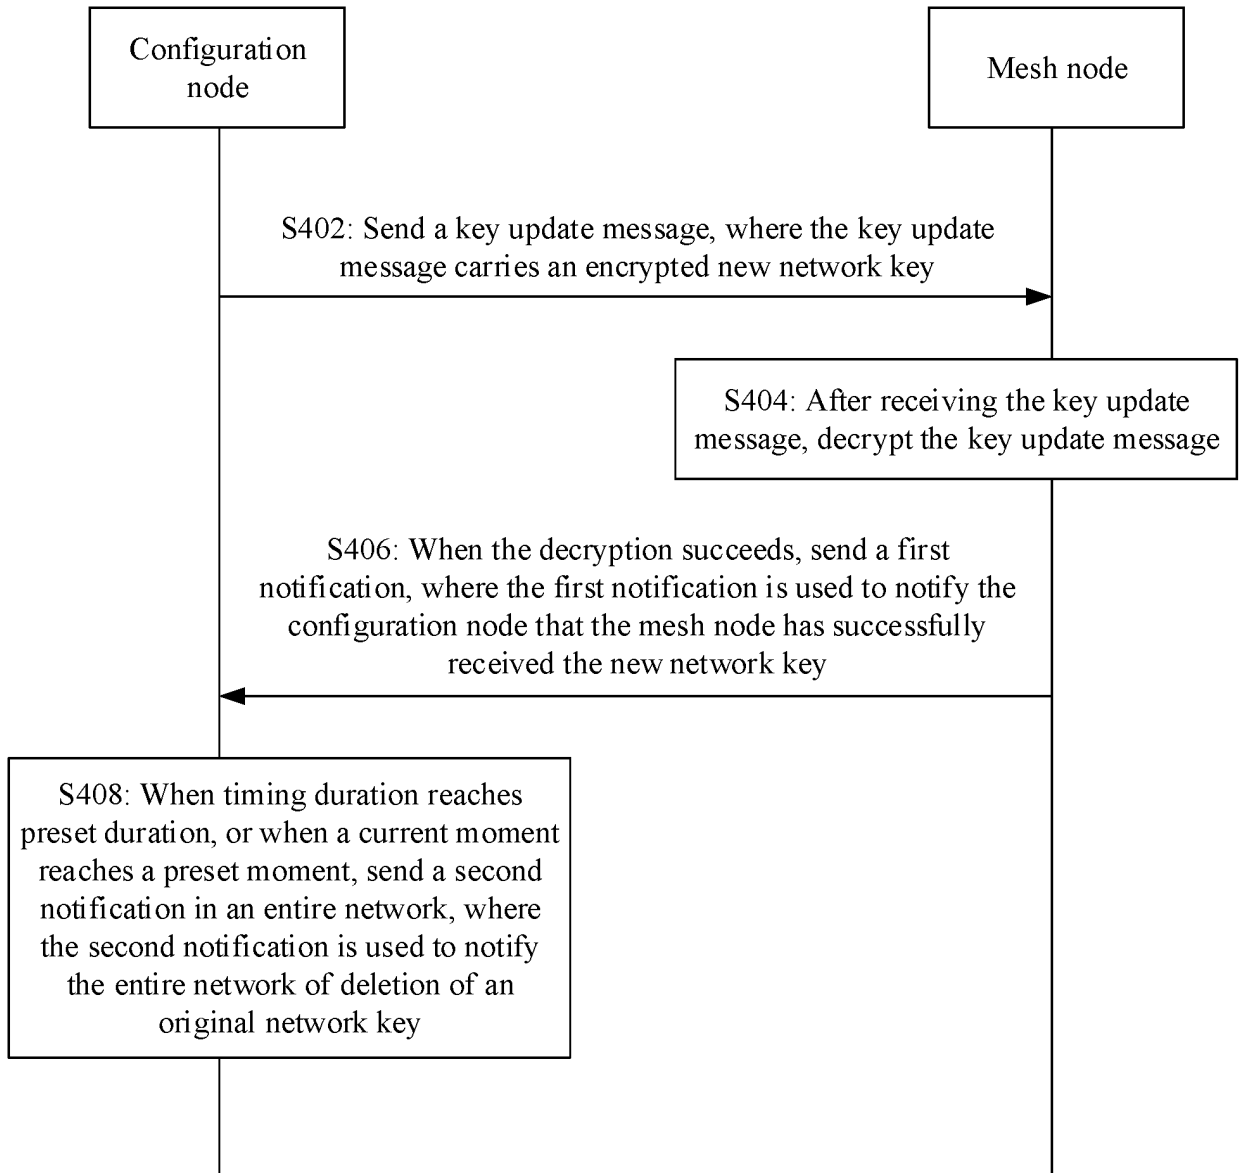 Configuration
node
Mesh node
S402: Send a key update message, where the key update
message carries an encrypted new network key
S404: After receiving the key update
message, decrypt the key update message
S406: When the decryption succeeds, send a first
notification, where the first notification is used to notify the
configuration node that the mesh node has successfully
received the new network key
S408: When timing duration reaches
preset duration, or when a current moment
reaches a preset moment, send a second
notification in an entire network, where
the second notification is used to notify
the entire network of deletion of an
original network key